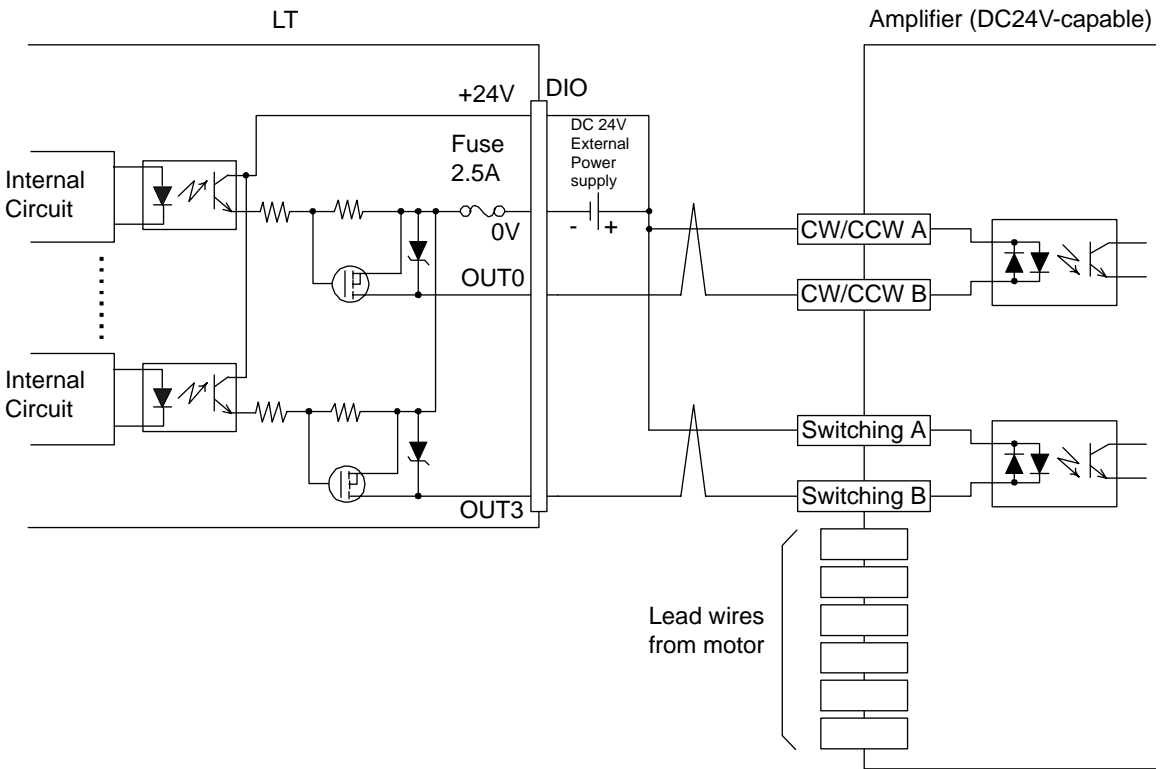 LT
Amplifier (DC24V-capable)
+24V
DIO
Fuse
2.5A
DC 24V
External
Power
supply
Internal
Circuit
0V
- +
CW/CCW A
OUT0
CW/CCW B
Internal
Circuit
Switching A
Switching B
OUT3
Lead wires
from motor